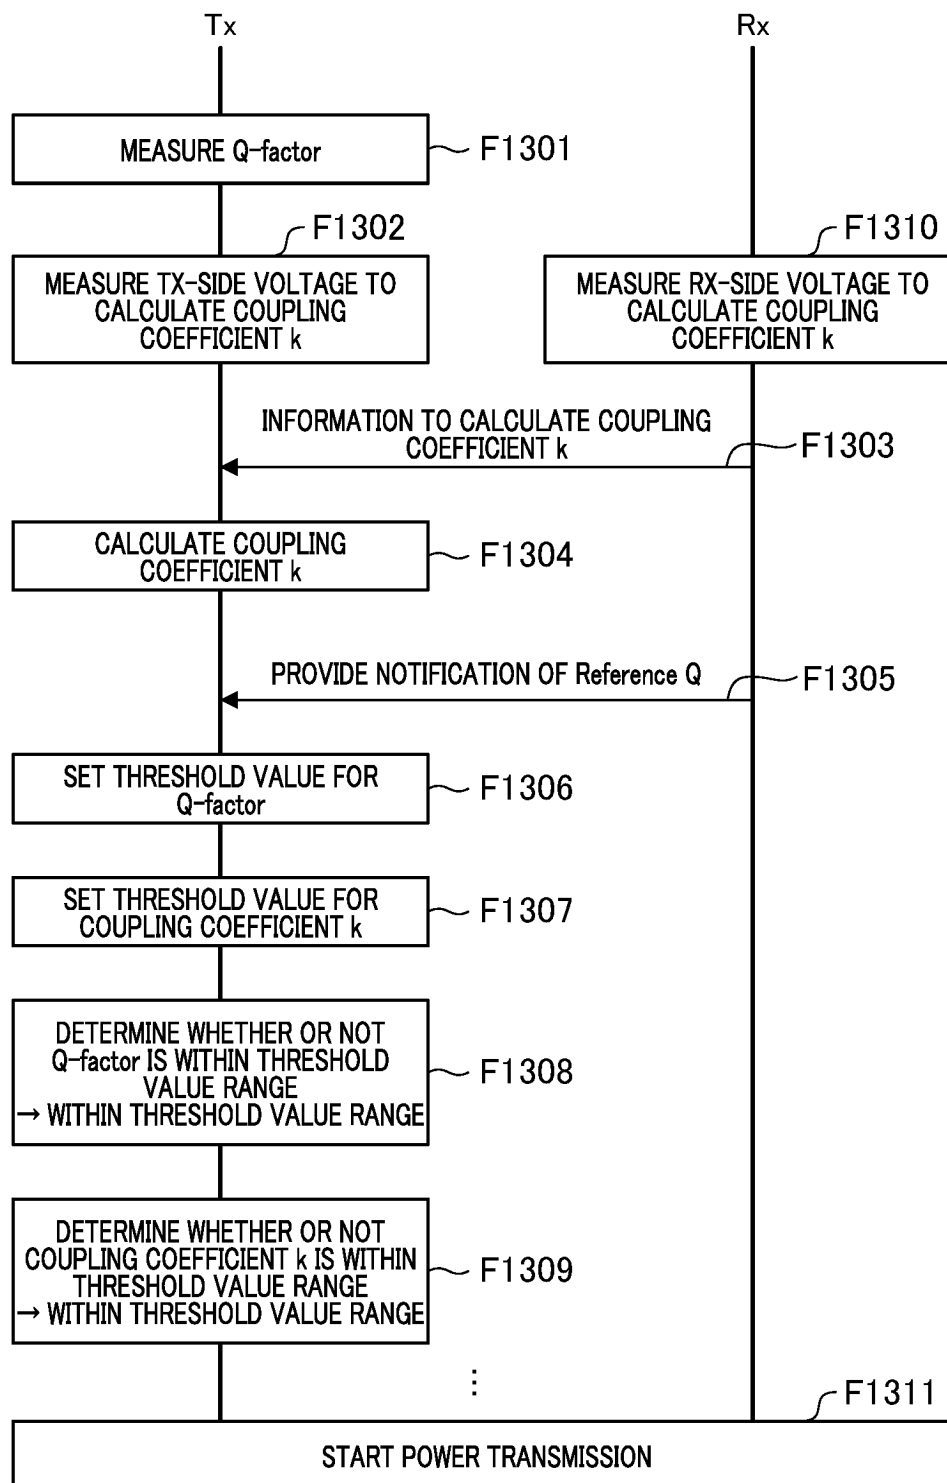 Tx
Rx
MEASURE Q-factor
F1301
F1302
F1310
MEASURE TX-SIDE VOLTAGE TO
CALCULATE COUPLING
COEFFICIENT k
MEASURE RX-SIDE VOLTAGE TO
CALCULATE COUPLING
COEFFICIENT k
INFORMATION TO CALCULATE COUPLING
COEFFICIENT k
F1303
CALCULATE COUPLING
COEFFICIENT k
F1304
PROVIDE NOTIFICATION OF Reference Q
F1305
SET THRESHOLD VALUE FOR
Q-factor
F1306
SET THRESHOLD VALUE FOR
COUPLING COEFFICIENT k
F1307
DETERMINE WHETHER OR NOT
Q-factor IS WITHIN THRESHOLD
VALUE RANGE
→ WITHIN THRESHOLD VALUE RANGE
F1308
DETERMINE WHETHER OR NOT
COUPLING COEFFICIENT k IS WITHIN
THRESHOLD VALUE RANGE
→ WITHIN THRESHOLD VALUE RANGE
F1309
⋮
F1311
START POWER TRANSMISSION